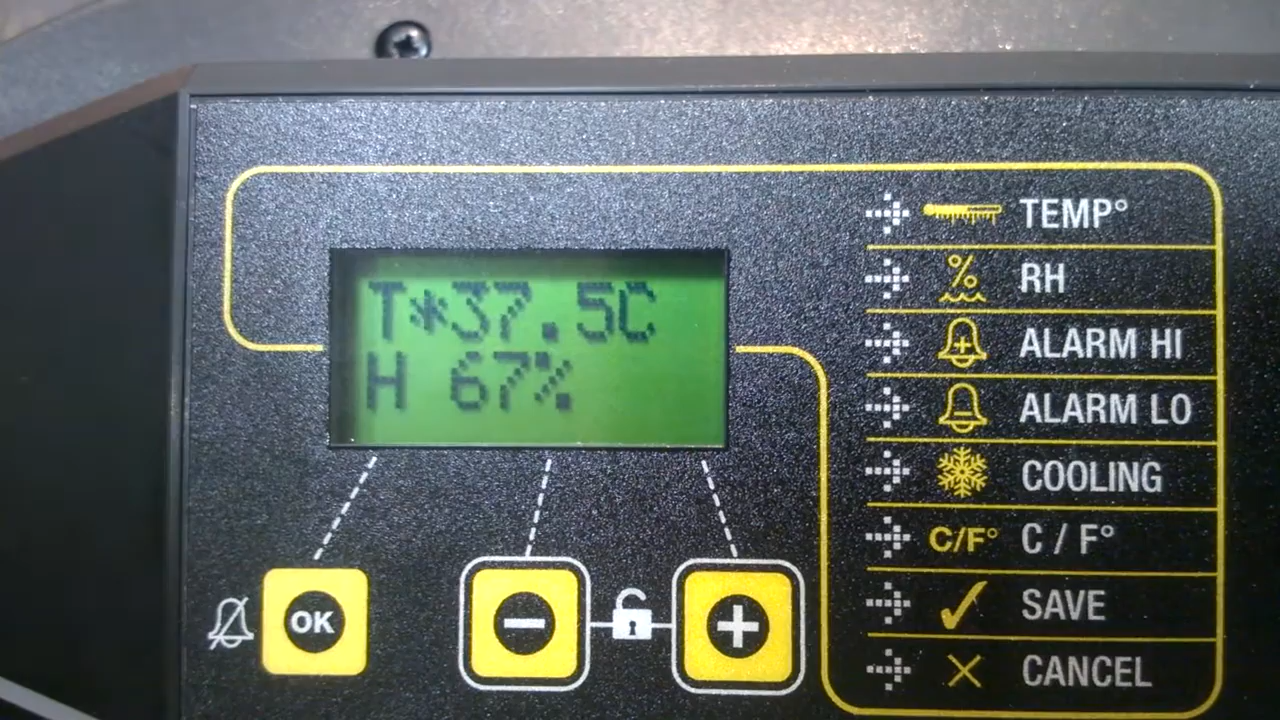 T*37.5C
H 67%
OK
−
+
TEMP°
% RH
ALARM HI
ALARM LO
COOLING
C/F° C / F°
SAVE
CANCEL